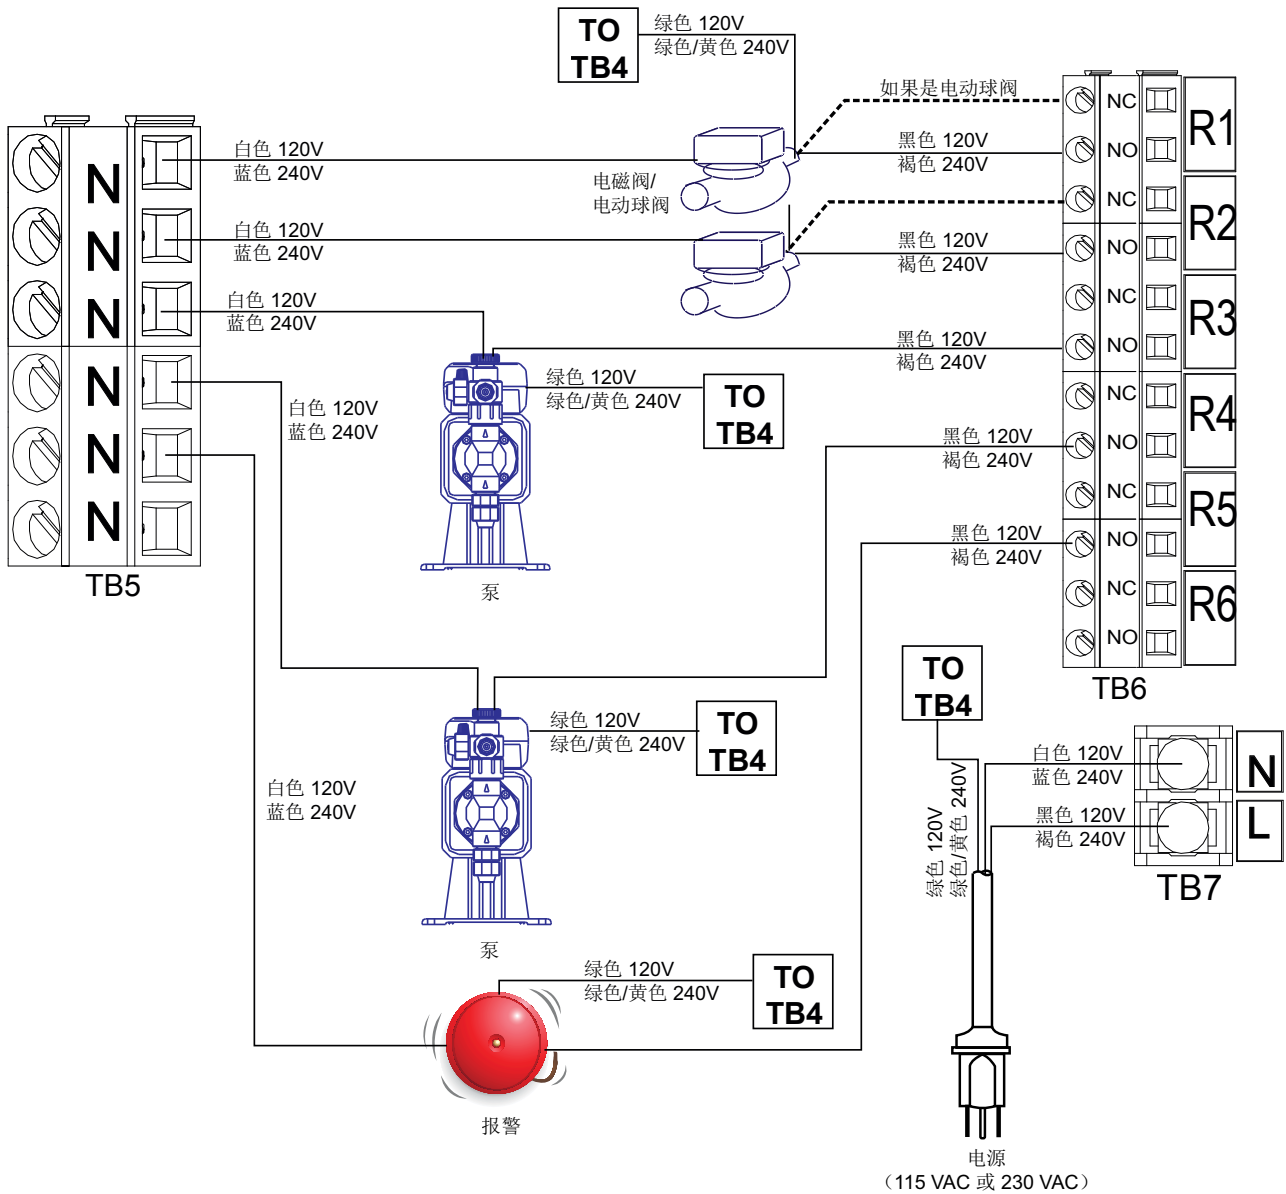 TO
TB4
绿色 120V
绿色/黄色 240V
如果是电动球阀
白色 120V
蓝色 240V
电磁阀/
电动球阀
黑色 120V
褐色 240V
白色 120V
蓝色 240V
黑色 120V
褐色 240V
白色 120V
蓝色 240V
黑色 120V
褐色 240V
绿色 120V
绿色/黄色 240V
TO
TB4
白色 120V
蓝色 240V
黑色 120V
褐色 240V
黑色 120V
褐色 240V
N
N
N
N
N
N
TB5
泵
NC
NO
NC
NO
NC
NO
NC
NO
NC
NO
NC
NO
R1
R2
R3
R4
R5
R6
TB6
TO
TB4
绿色 120V
绿色/黄色 240V
TO
TB4
绿色 120V
绿色/黄色 240V
白色 120V
蓝色 240V
黑色 120V
褐色 240V
N
L
TB7
白色 120V
蓝色 240V
泵
绿色 120V
绿色/黄色 240V
TO
TB4
报警
电源
（115 VAC 或 230 VAC）